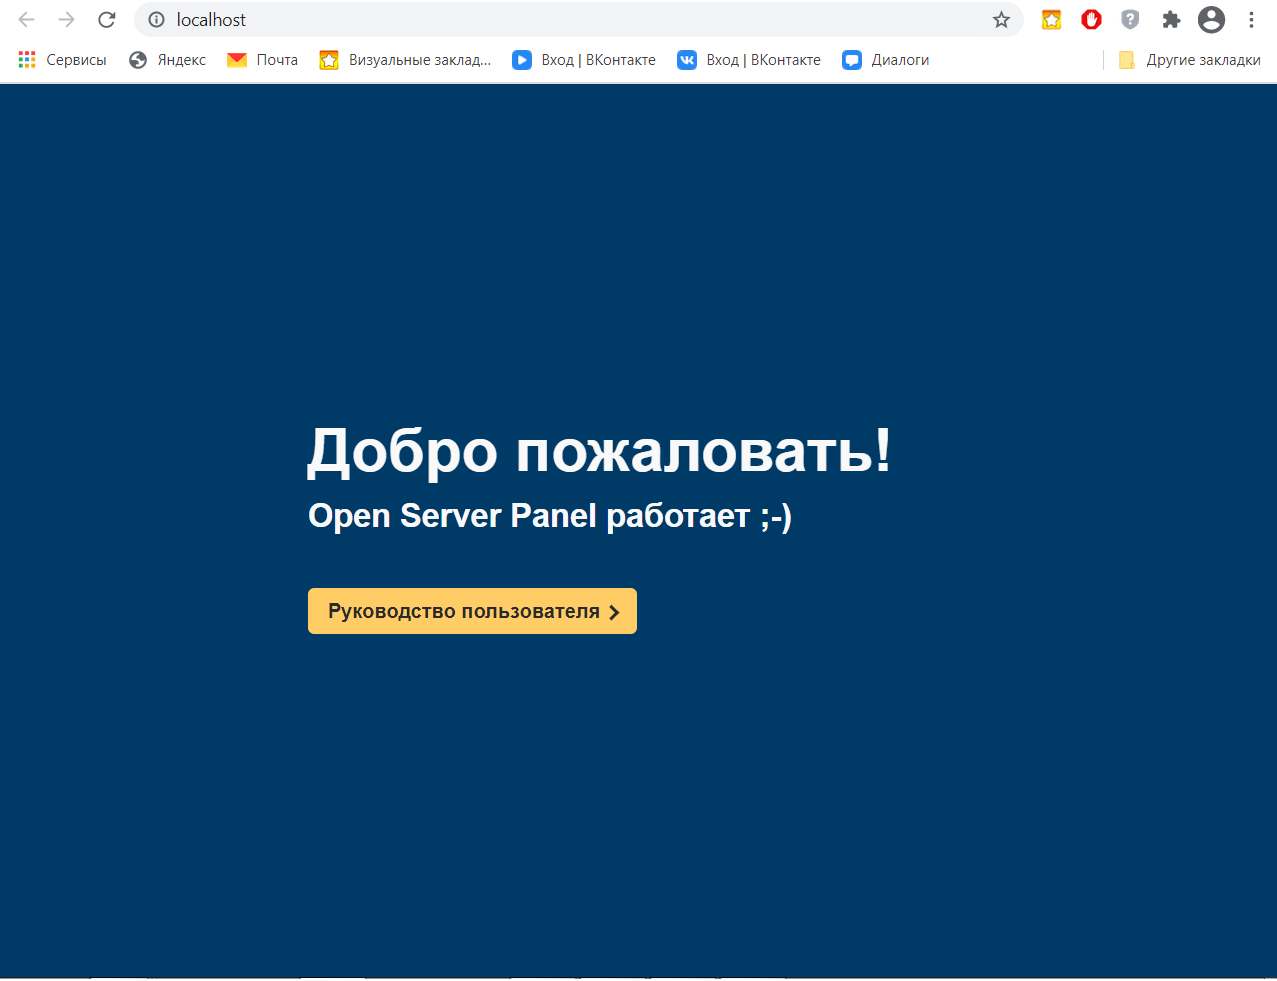 localhost
Сервисы Яндекс Почта Визуальные заклад... Вход | ВКонтакте Вход | ВКонтакте Диалоги Другие закладки
Добро пожаловать!
Open Server Panel работает ;-)
Руководство пользователя